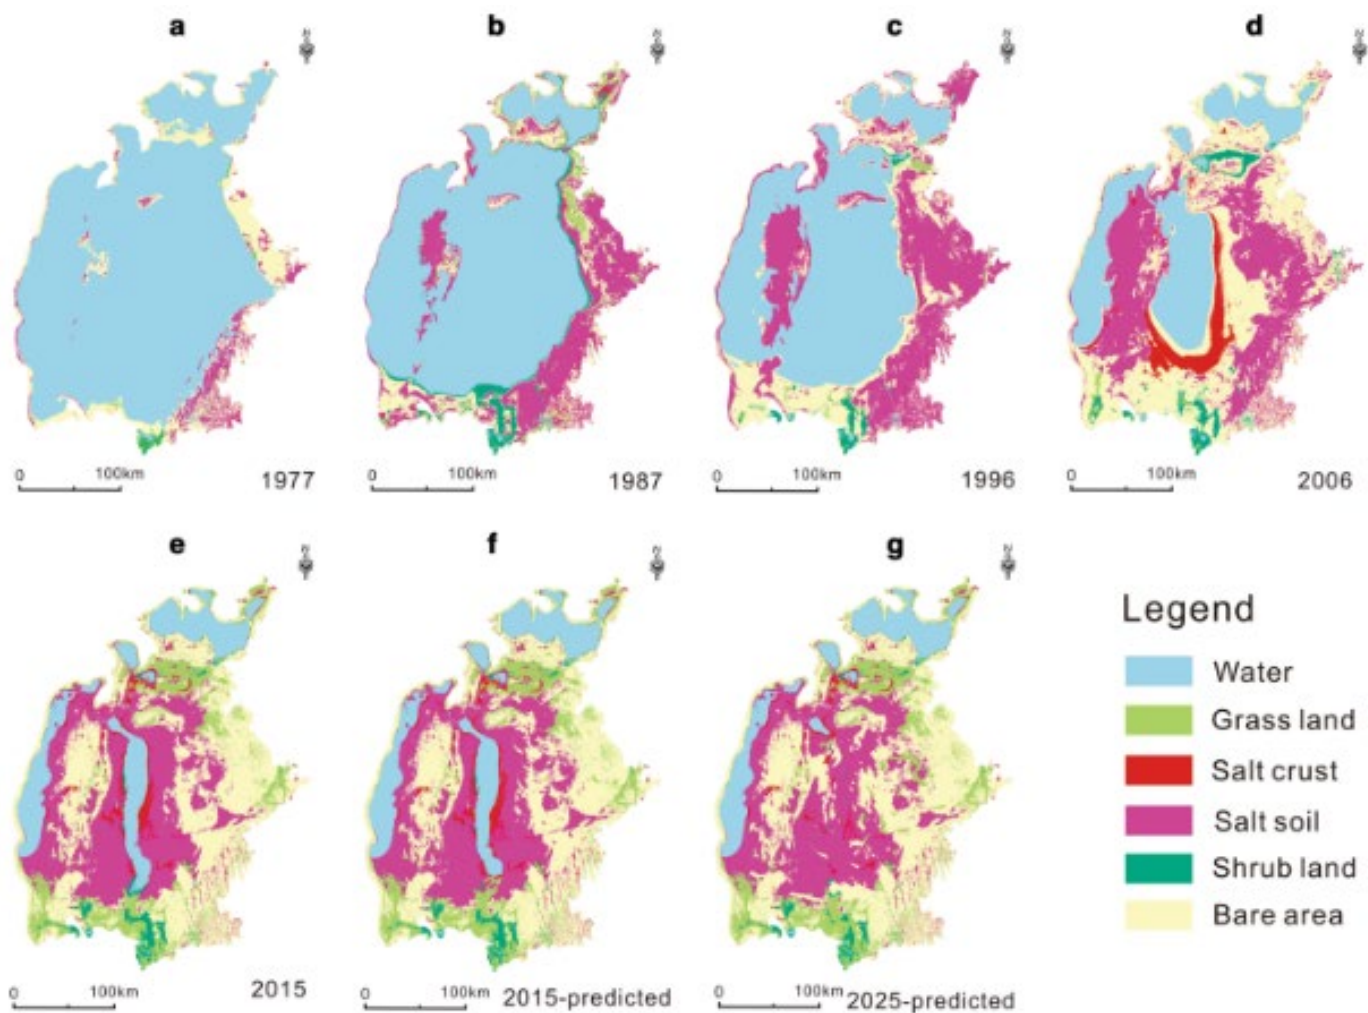 a
b
c
d
0 100km 1977
0 100km 1987
0 100km 1996
0 100km 2006
e
f
g
Legend
Water
Grass land
Salt crust
Salt soil
Shrub land
Bare area
0 100km 2015
0 100km 2015-predicted
0 100km 2025-predicted